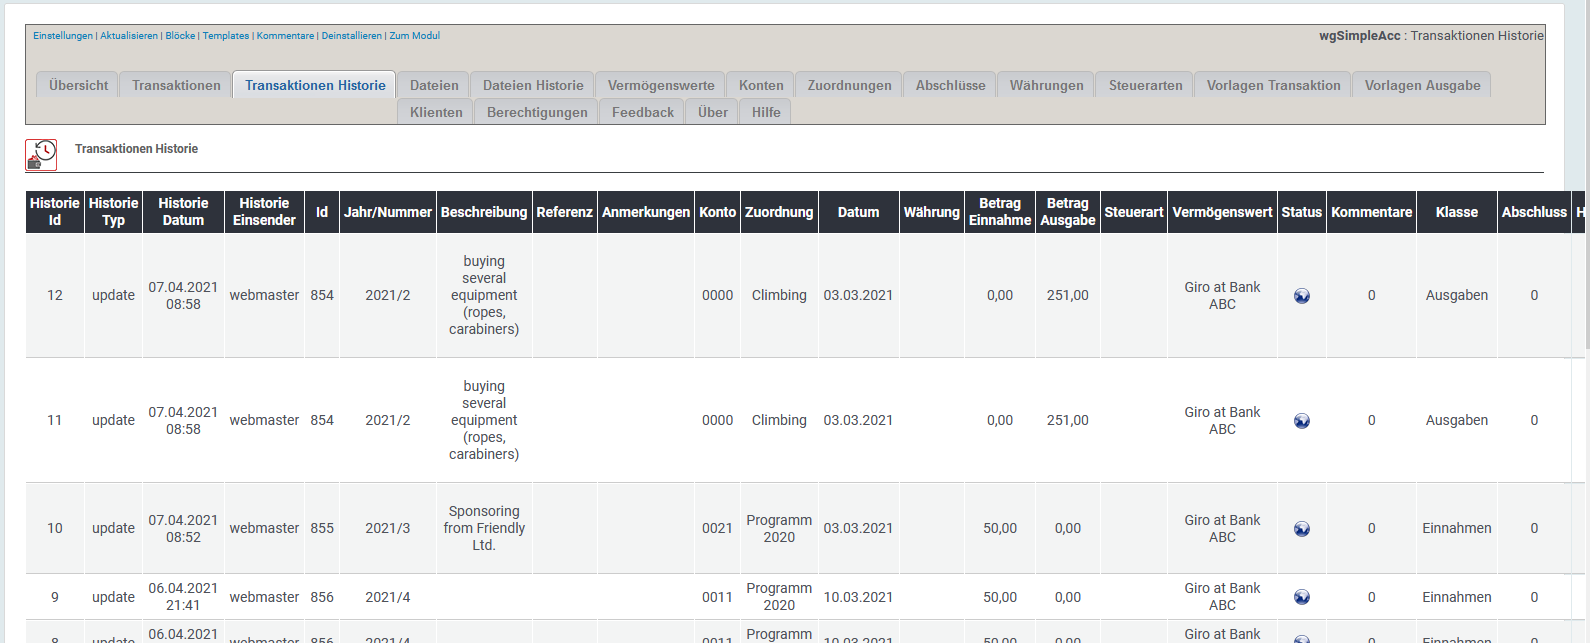 Einstellungen | Aktualisieren | Blöcke | Templates | Kommentare | Deinstallieren | Zum Modul
wgSimpleAcc : Transaktionen Historie
Übersicht Transaktionen Transaktionen Historie Dateien Dateien Historie Vermögenswerte Konten Zuordnungen Abschlüsse Währungen Steuerarten Vorlagen Transaktion Vorlagen Ausgabe
Klienten Berechtigungen Feedback Über Hilfe
Transaktionen Historie
Historie Id Historie Typ Historie Datum Historie Einsender Id Jahr/Nummer Beschreibung Referenz Anmerkungen Konto Zuordnung Datum Währung Betrag Einnahme Betrag Ausgabe Steuerart Vermögenswert Status Kommentare Klasse Abschluss H
12 update 07.04.2021 08:58 webmaster 854 2021/2 buying several equipment (ropes, carabiners) 0000 Climbing 03.03.2021 0,00 251,00 Giro at Bank ABC 0 Ausgaben 0
11 update 07.04.2021 08:58 webmaster 854 2021/2 buying several equipment (ropes, carabiners) 0000 Climbing 03.03.2021 0,00 251,00 Giro at Bank ABC 0 Ausgaben 0
10 update 07.04.2021 08:52 webmaster 855 2021/3 Sponsoring from Friendly Ltd. 0021 Programm 2020 03.03.2021 50,00 0,00 Giro at Bank ABC 0 Einnahmen 0
9 update 06.04.2021 21:41 webmaster 856 2021/4 0011 Programm 2020 10.03.2021 50,00 0,00 Giro at Bank ABC 0 Einnahmen 0
8 update 06.04.2021 webmaster 856 2021/4 0011 Programm 10.03.2021 50,00 0,00 Giro at Bank 0 Einnahmen 0